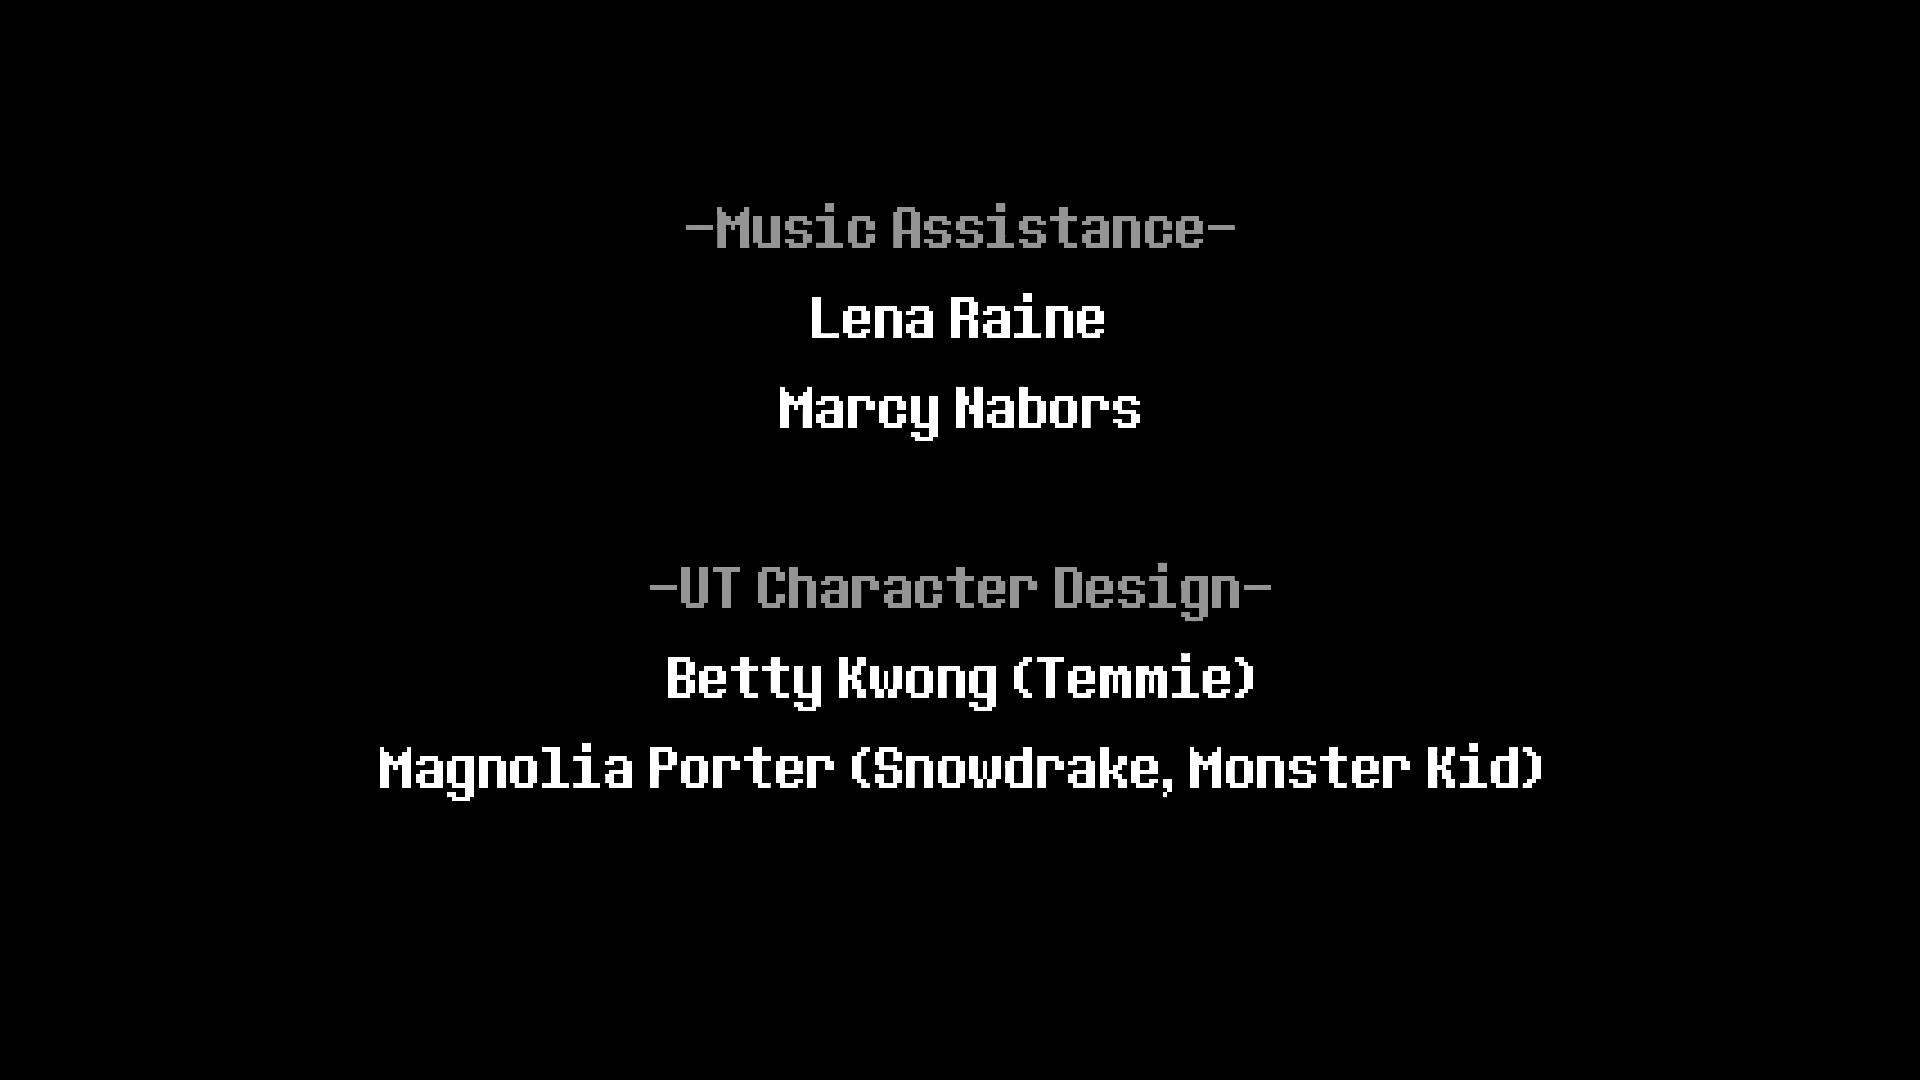 -Music Assistance-
Lena Raine
Marcy Nabors
-UT Character Design-
Betty Kwong (Temmie)
Magnolia Porter (Snowdrake, Monster Kid)